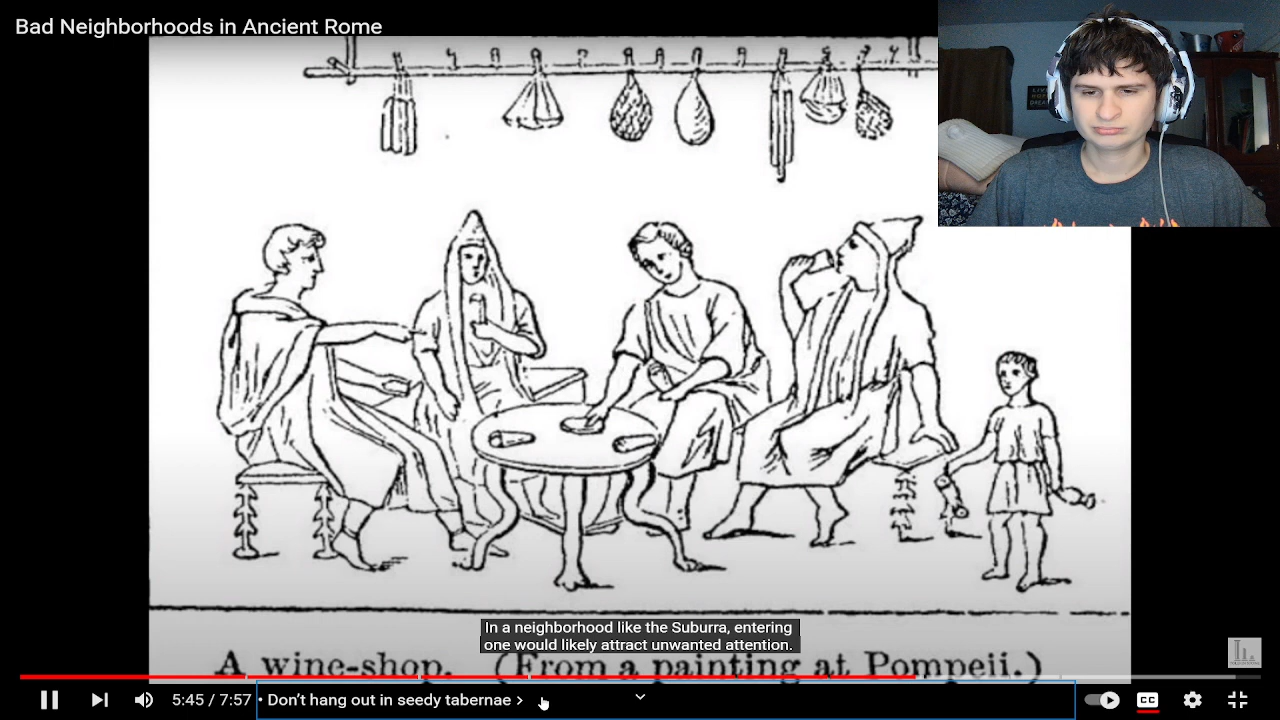 Bad Neighborhoods in Ancient Rome
In a neighborhood like the Suburra, entering
one would likely attract unwanted attention.
A wine-shop. (From a painting at Pompeii.)
5:45 / 7:57 • Don't hang out in seedy tabernae >
CC